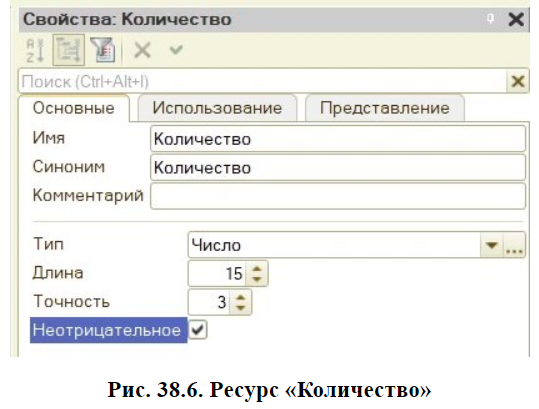 Свойства: Количество
Поиск (Ctrl+Alt+I)
Основные Использование Представление
Имя Количество
Синоним Количество
Комментарий
Тип Число ...
Длина 15
Точность 3
Неотрицательное
Рис. 38.6. Ресурс «Количество»